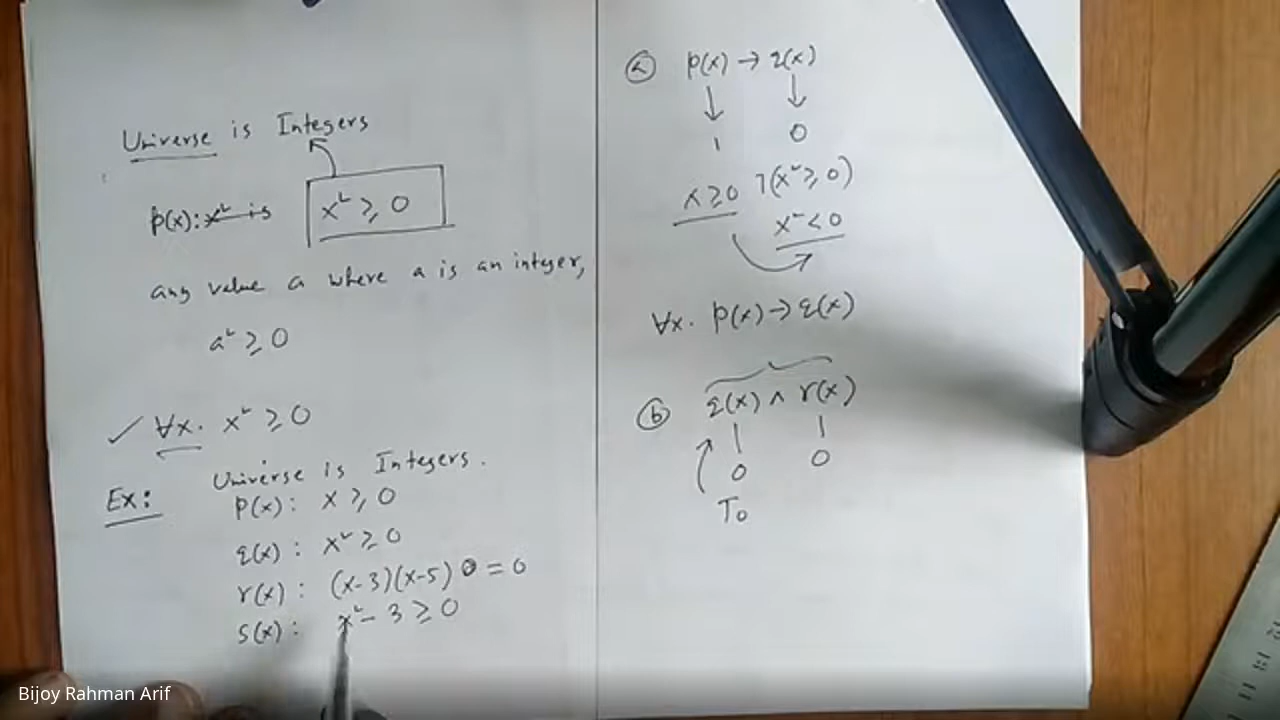 Universe is Integers
p(x): x² is x² ≥ 0
any value a where a is an integer,
a² ≥ 0
✓ ∀x. x² ≥ 0
Universe is Integers.
Ex: p(x): x ≥ 0
q(x): x² ≥ 0
r(x): (x-3)(x-5) = 0
s(x): x² - 3 ≥ 0
(a) p(x) → q(x)
↓ ↓
1 0
x ≥ 0 ¬(x² ≥ 0)
x² < 0
∀x. p(x) → q(x)
(b) q(x) ∧ r(x)
0 0
T₀
Bijoy Rahman Arif